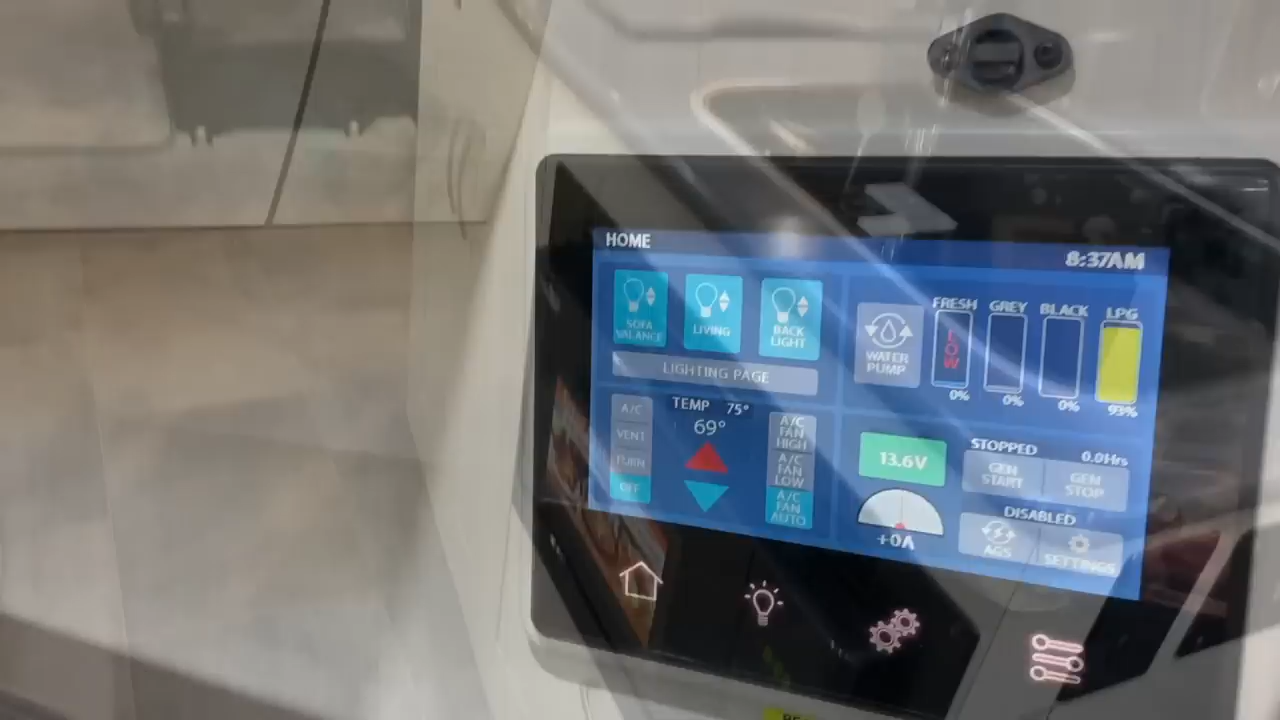 HOME
8:37AM
SOFA
VALANCE
LIVING
BACK
LIGHT
LIGHTING PAGE
WATER
PUMP
FRESH
GREY
BLACK
LPG
LOW
0%
0%
0%
93%
A/C
VENT
FURN
OFF
TEMP 75°
69°
A/C
FAN
HIGH
A/C
FAN
LOW
A/C
FAN
AUTO
13.6V
+0A
STOPPED 0.0Hrs
GEN
START
GEN
STOP
DISABLED
AGS
SETTINGS